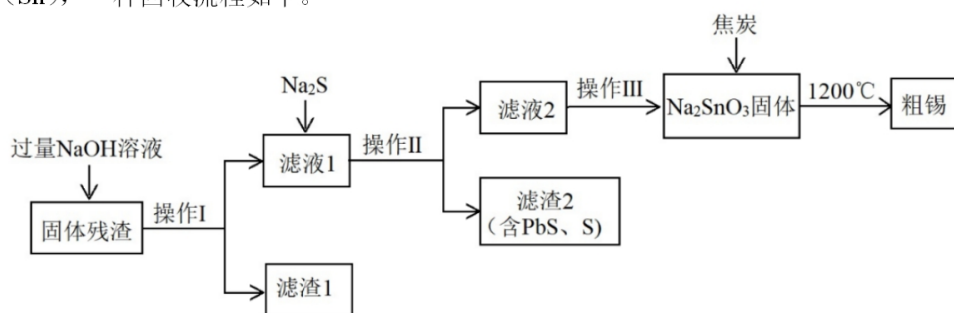 (Sn),一种回收流程如下。
焦炭
Na₂S
滤液2
操作III
Na₂SnO₃固体
1200℃
粗锡
过量NaOH溶液
滤液1
操作II
固体残渣
操作I
滤渣2
(含PbS、S)
滤渣1